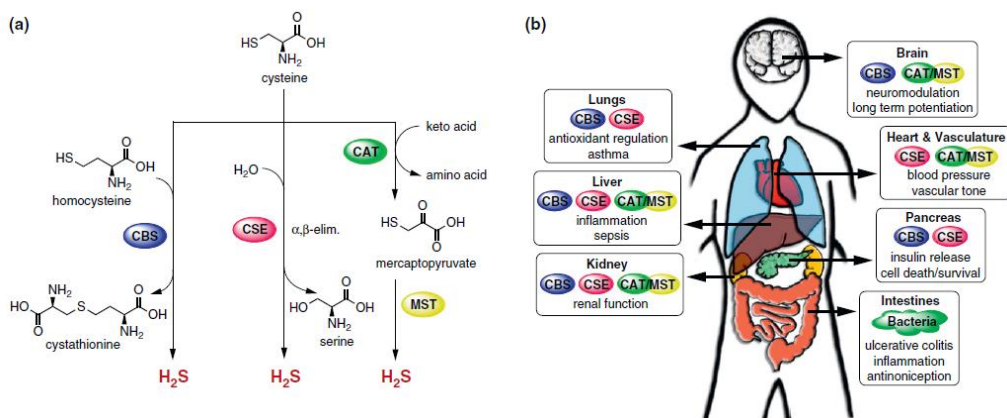 (a)
HS
O
OH
NH2
cysteine
HS
O
OH
NH2
homocysteine
CBS
NH2
HO
O
S
O
OH
NH2
cystathionine
H2S
H2O
CSE
α,β-elim.
HO
O
OH
NH2
serine
H2S
CAT
keto acid
amino acid
HS
O
OH
O
mercaptopyruvate
MST
H2S
(b)
Brain
CBS CAT/MST
neuromodulation
long term potentiation
Lungs
CBS CSE
antioxidant regulation
asthma
Heart & Vasculature
CSE CAT/MST
blood pressure
vascular tone
Liver
CBS CSE CAT/MST
inflammation
sepsis
Pancreas
CBS CSE
insulin release
cell death/survival
Kidney
CBS CSE CAT/MST
renal function
Intestines
Bacteria
ulcerative colitis
inflammation
antinoniception